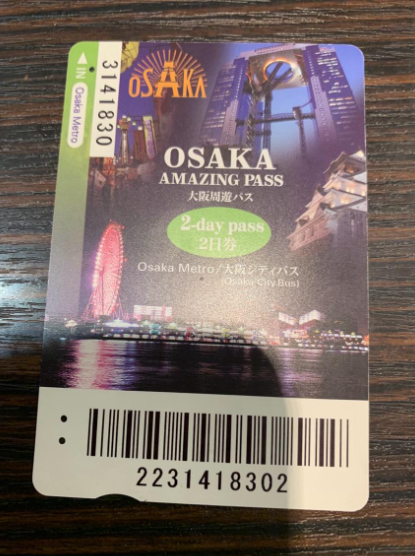 IN Osaka Metro
3141830
OSAKA
OSAKA
AMAZING PASS
大阪周遊パス
2-day pass
2日券
Osaka Metro/大阪シティバス
(Osaka City Bus)
2231418302